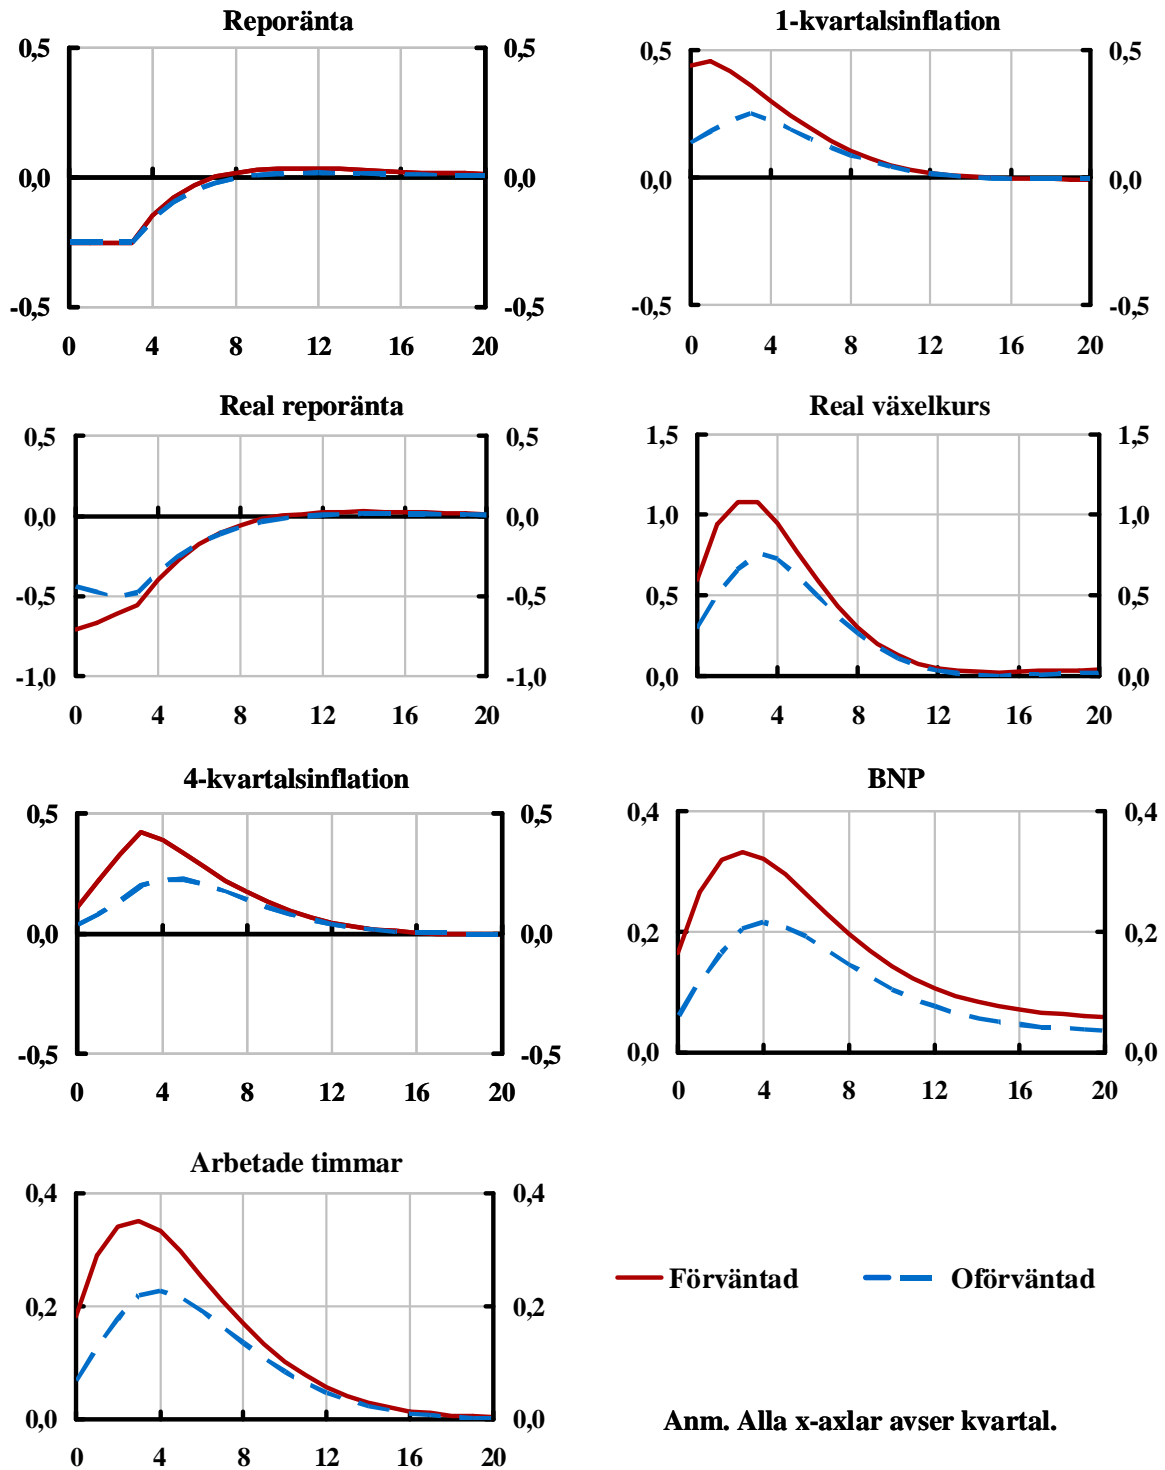 Reporänta
0,5 0,5
0,0 0,0
-0,5 -0,5
0 4 8 12 16 20
1-kvartalsinflation
0,5 0,5
0,0 0,0
-0,5 -0,5
0 4 8 12 16 20
Real reporänta
0,5 0,5
0,0 0,0
-0,5 -0,5
-1,0 -1,0
0 4 8 12 16 20
Real växelkurs
1,5 1,5
1,0 1,0
0,5 0,5
0,0 0,0
0 4 8 12 16 20
4-kvartalsinflation
0,5 0,5
0,0 0,0
-0,5 -0,5
0 4 8 12 16 20
BNP
0,4 0,4
0,2 0,2
0,0 0,0
0 4 8 12 16 20
Arbetade timmar
0,4 0,4
0,2 0,2
0,0 0,0
0 4 8 12 16 20
Förväntad Oförväntad
Anm. Alla x-axlar avser kvartal.